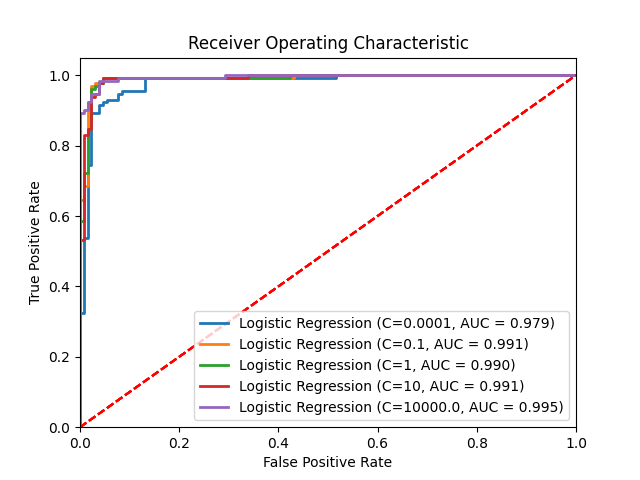 Receiver Operating Characteristic
True Positive Rate
1.0
0.8
0.6
0.4
0.2
0.0
Logistic Regression (C=0.0001, AUC = 0.979)
Logistic Regression (C=0.1, AUC = 0.991)
Logistic Regression (C=1, AUC = 0.990)
Logistic Regression (C=10, AUC = 0.991)
Logistic Regression (C=10000.0, AUC = 0.995)
0.0 0.2 0.4 0.6 0.8 1.0
False Positive Rate